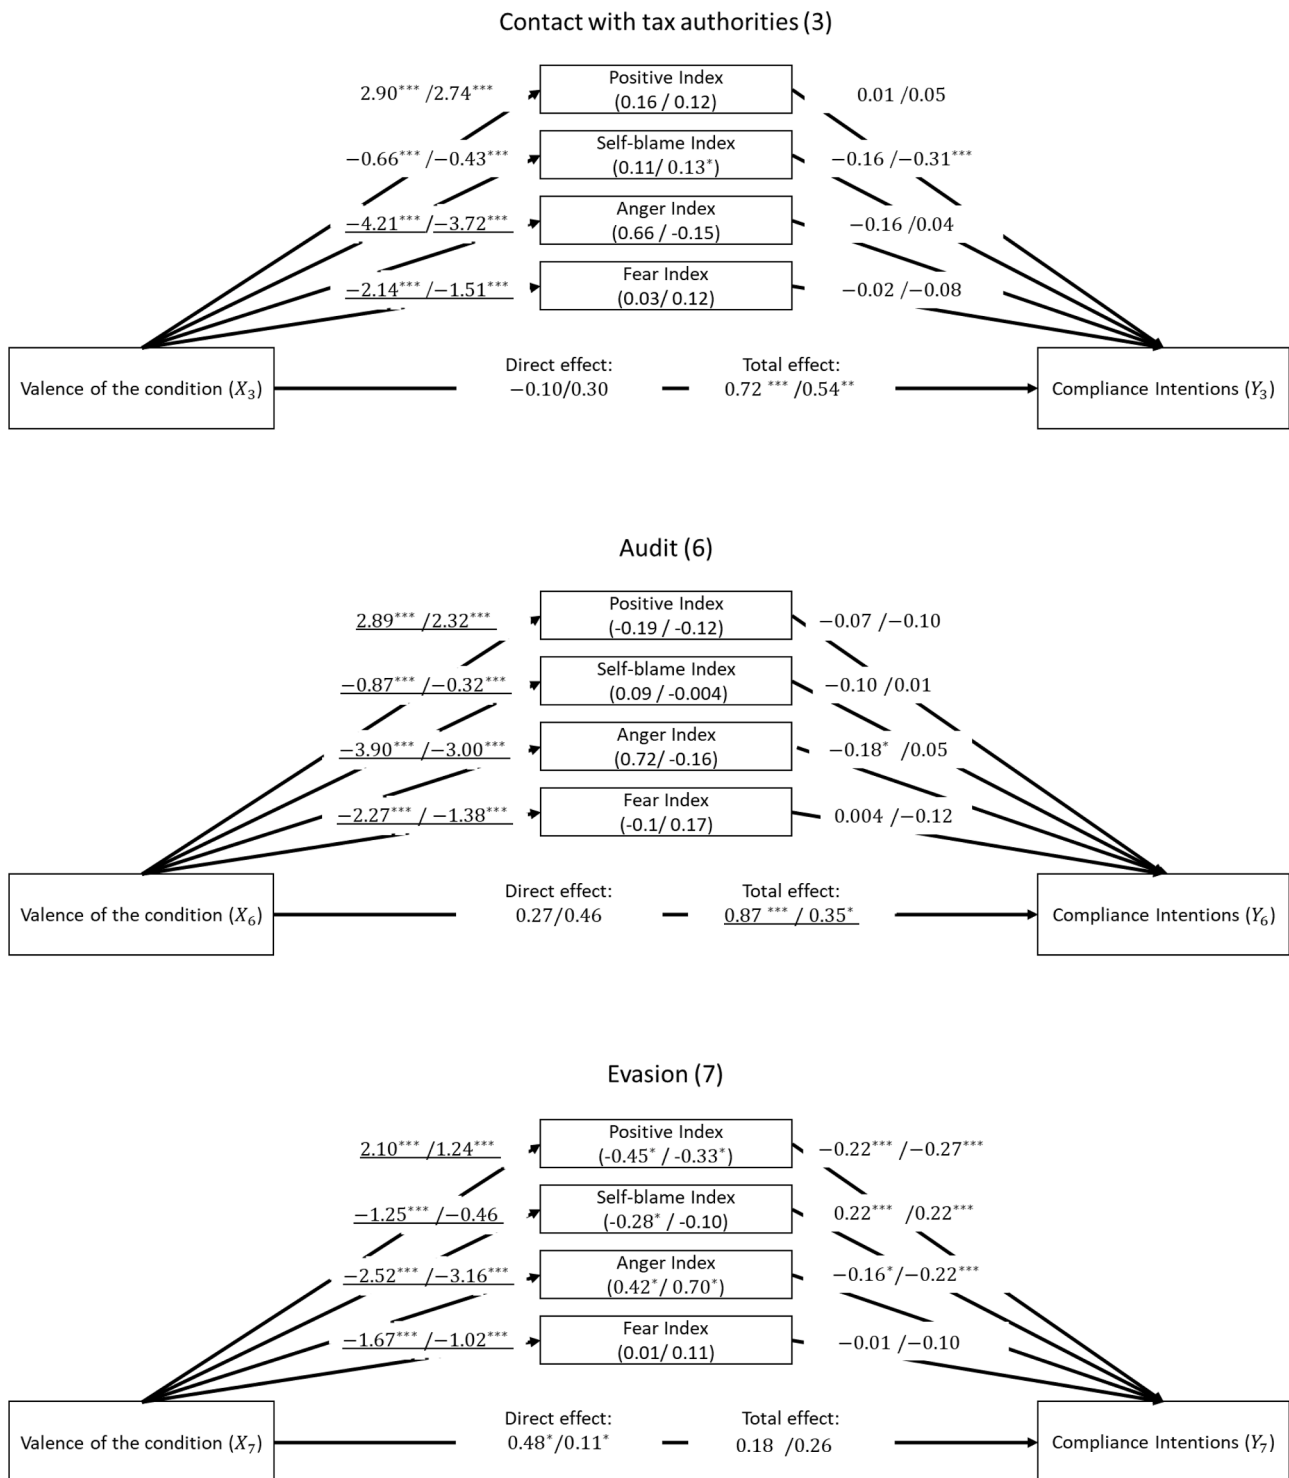 Contact with tax authorities (3)
2.90*** /2.74***
Positive Index
(0.16 / 0.12)
0.01 /0.05
−0.66*** /−0.43***
Self-blame Index
(0.11/ 0.13*)
−0.16 /−0.31***
−4.21*** /−3.72***
Anger Index
(0.66 / -0.15)
−0.16 /0.04
−2.14*** /−1.51***
Fear Index
(0.03/ 0.12)
−0.02 /−0.08
Valence of the condition (X₃)
Direct effect:
−0.10/0.30
Total effect:
0.72 *** /0.54**
Compliance Intentions (Y₃)
Audit (6)
2.89*** /2.32***
Positive Index
(-0.19 / -0.12)
−0.07 /−0.10
−0.87*** /−0.32***
Self-blame Index
(0.09 / -0.004)
−0.10 /0.01
−3.90*** /−3.00***
Anger Index
(0.72/ -0.16)
−0.18* /0.05
−2.27*** / −1.38***
Fear Index
(-0.1/ 0.17)
0.004 /−0.12
Valence of the condition (X₆)
Direct effect:
0.27/0.46
Total effect:
0.87 *** / 0.35*
Compliance Intentions (Y₆)
Evasion (7)
2.10*** /1.24***
Positive Index
(-0.45* / -0.33*)
−0.22*** /−0.27***
−1.25*** /−0.46
Self-blame Index
(-0.28* / -0.10)
0.22*** /0.22***
−2.52*** /−3.16***
Anger Index
(0.42*/ 0.70*)
−0.16*/−0.22***
−1.67*** /−1.02***
Fear Index
(0.01/ 0.11)
−0.01 /−0.10
Valence of the condition (X₇)
Direct effect:
0.48*/0.11*
Total effect:
0.18 /0.26
Compliance Intentions (Y₇)